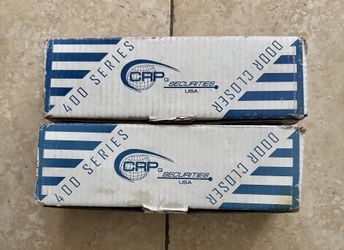 400 SERIES
CRP
G
SECURITIES
USA
DOOR CLOSER
400 SERIES
CRP
G
SECURITIES
USA
DOOR CLOSER